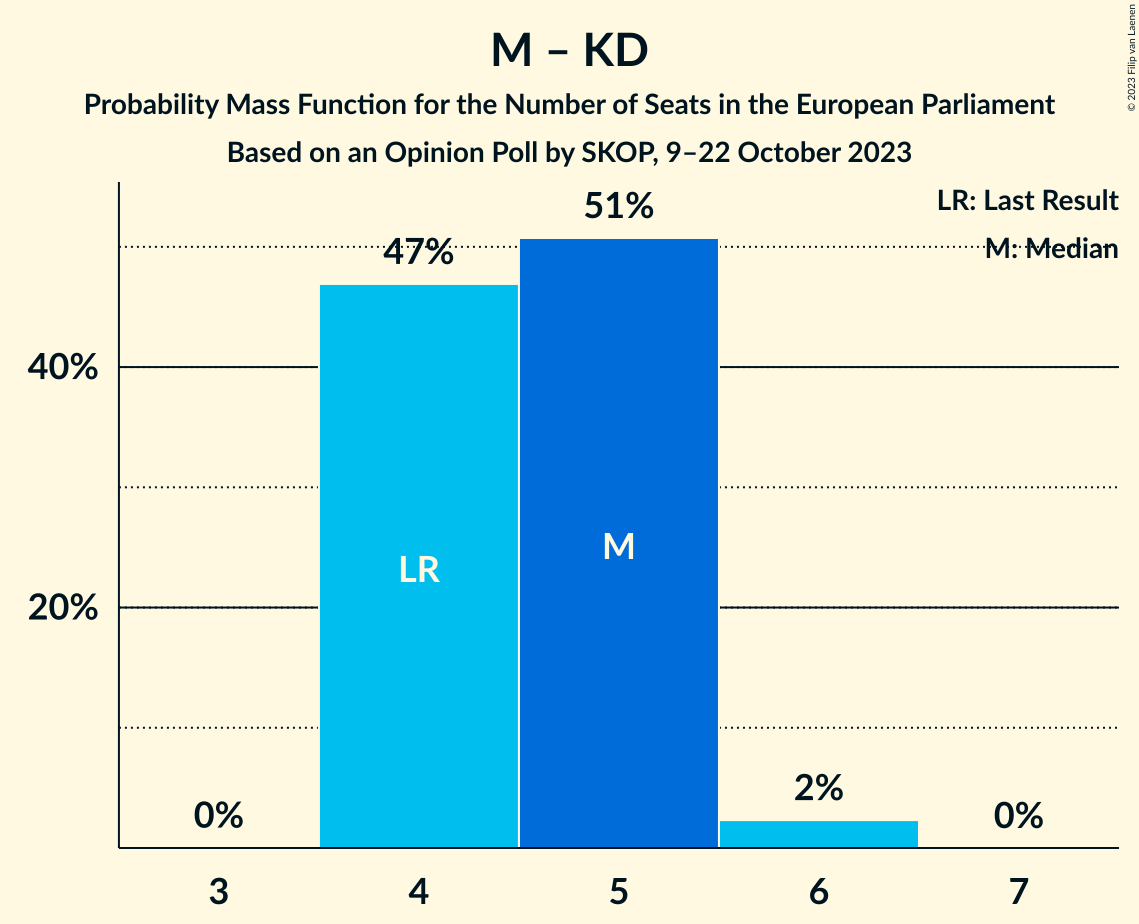 M – KD
Probability Mass Function for the Number of Seats in the European Parliament
Based on an Opinion Poll by SKOP, 9–22 October 2023
© 2023 Filip van Laenen
LR: Last Result
M: Median
51%
47%
40%
20%
LR
M
0%
2%
0%
3
4
5
6
7